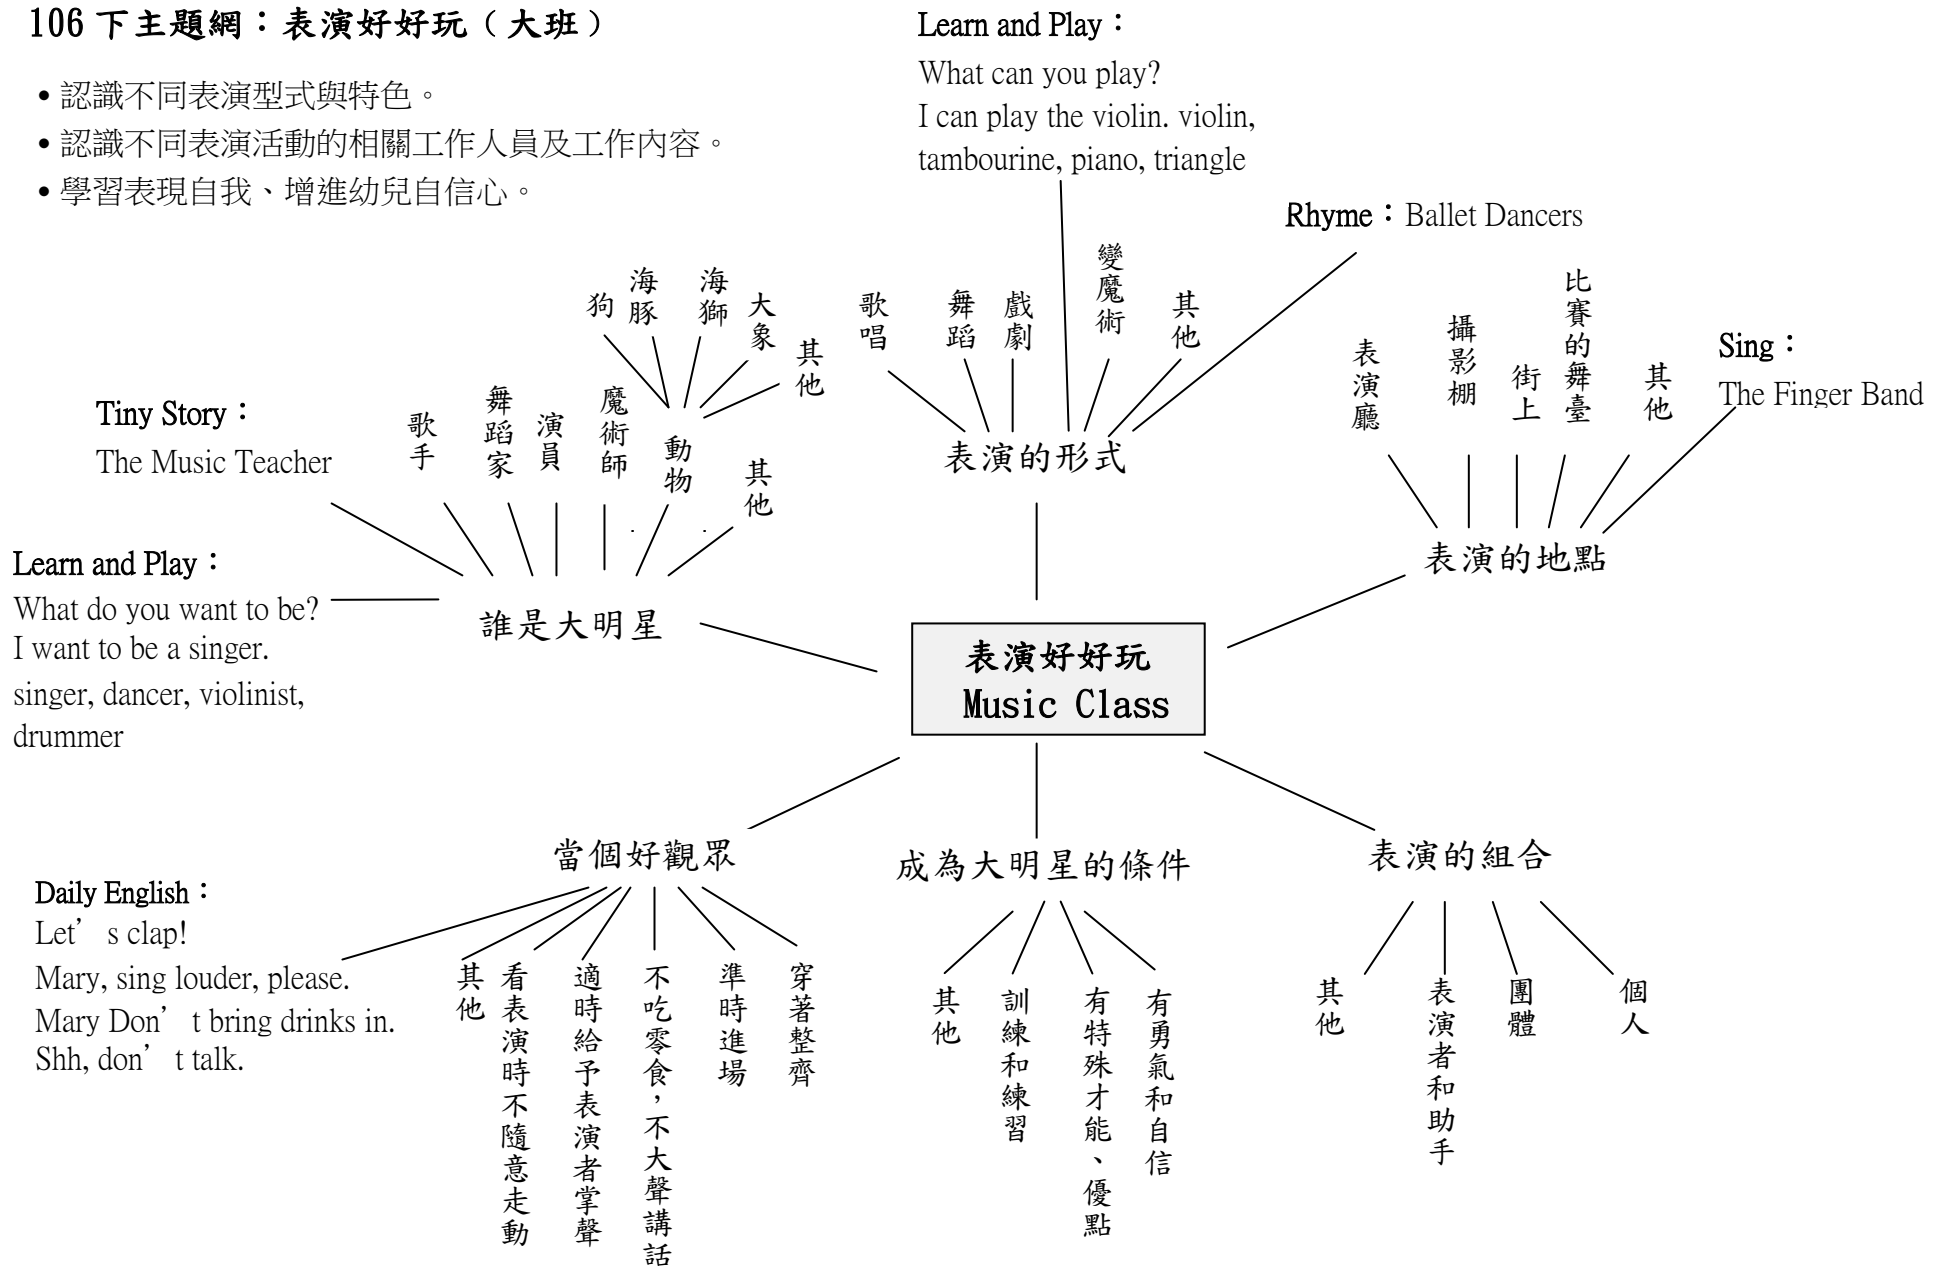 106 下主題網：表演好好玩（大班）
•認識不同表演型式與特色。
•認識不同表演活動的相關工作人員及工作內容。
•學習表現自我、增進幼兒自信心。
Learn and Play：
What can you play?
I can play the violin. violin,
tambourine, piano, triangle
Rhyme：Ballet Dancers
狗
海豚
海獅
大象
其他
歌唱
舞蹈
戲劇
變魔術
其他
表演廳
攝影棚
街上
比賽的舞臺
其他
Sing：
The Finger Band
Tiny Story：
The Music Teacher
歌手
舞蹈家
演員
魔術師
動物
其他
表演的形式
表演的地點
Learn and Play：
What do you want to be?
I want to be a singer.
singer, dancer, violinist,
drummer
誰是大明星
表演好好玩
Music Class
當個好觀眾
成為大明星的條件
表演的組合
Daily English：
Let’s clap!
Mary, sing louder, please.
Mary Don’t bring drinks in.
Shh, don’t talk.
其他
看表演時不隨意走動
適時給予表演者掌聲
不吃零食，不大聲講話
準時進場
穿著整齊
其他
訓練和練習
有特殊才能、優點
有勇氣和自信
其他
表演者和助手
團體
個人